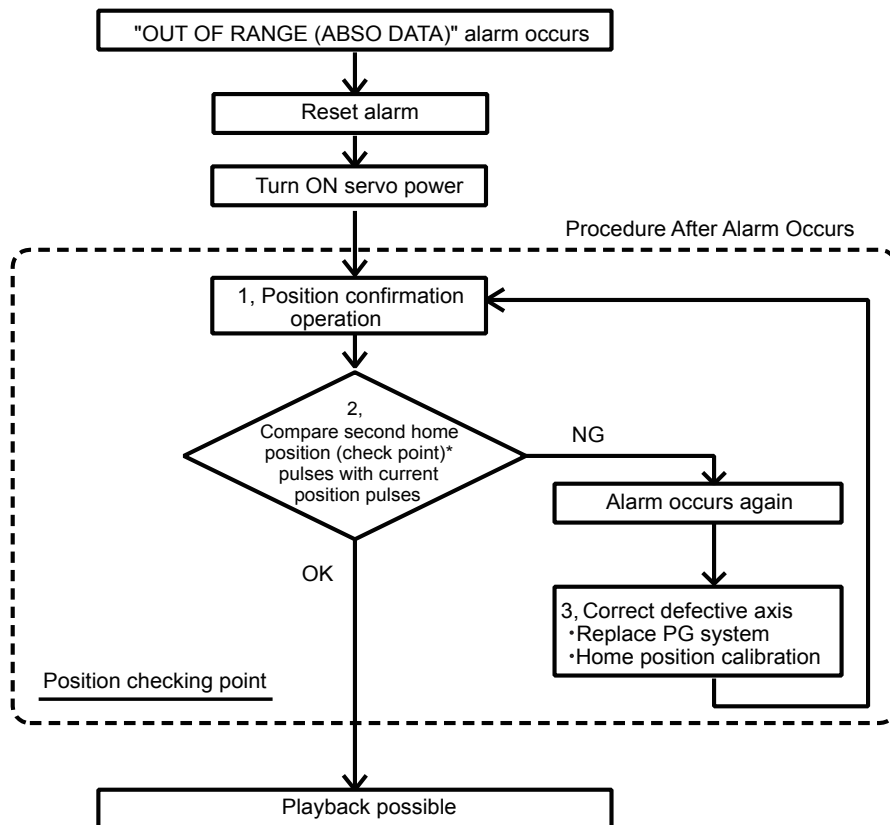 "OUT OF RANGE (ABSO DATA)" alarm occurs
Reset alarm
Turn ON servo power
Procedure After Alarm Occurs
1, Position confirmation
operation
2,
Compare second home
position (check point)*
pulses with current
position pulses
NG
Alarm occurs again
OK
3, Correct defective axis
・Replace PG system
・Home position calibration
Position checking point
Playback possible